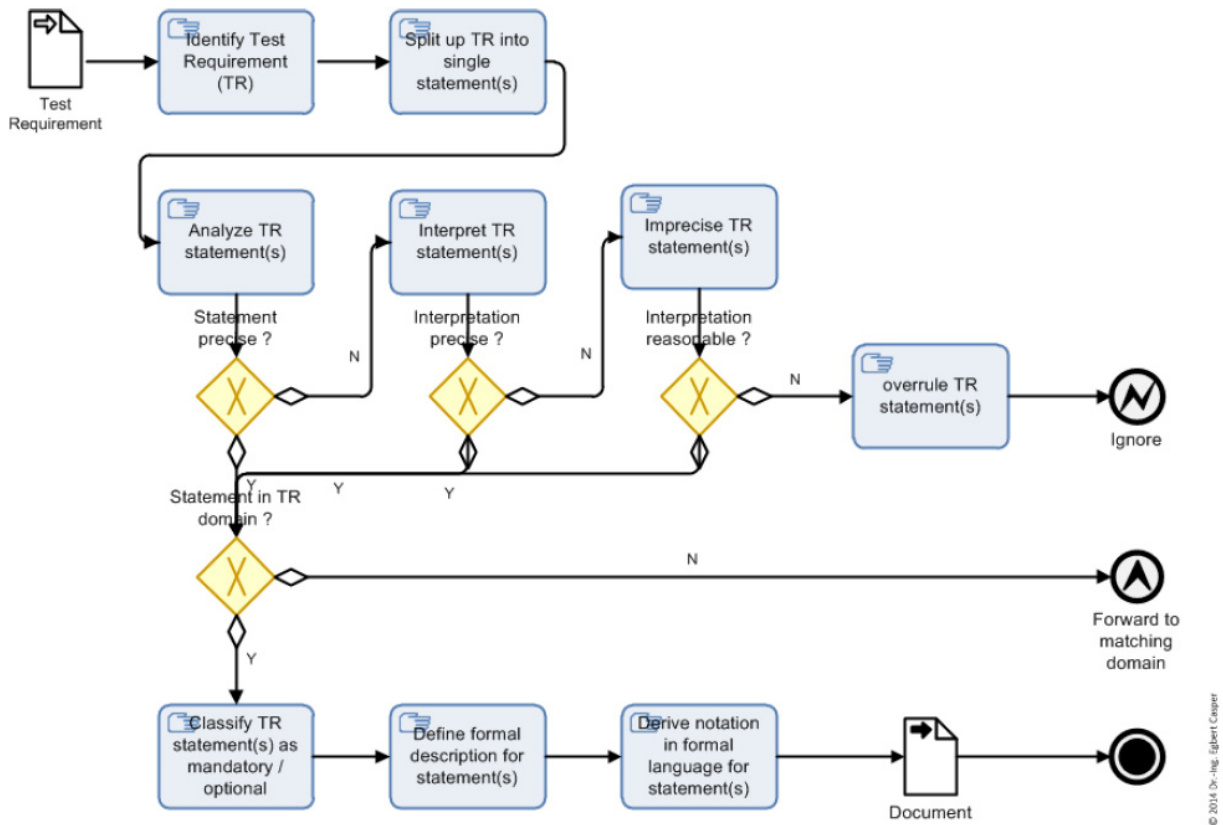 Identify Test
Requirement
(TR)
Split up TR into
single
statement(s)
Test
Requirement
Analyze TR
statement(s)
Interpret TR
statement(s)
Imprecise TR
statement(s)
Statement
precise ?
Interpretation
precise ?
Interpretation
reasonable ?
N
N
N
overrule TR
statement(s)
Ignore
Y
Y
Y
Statement in TR
domain ?
N
Forward to
matching
domain
Y
Classify TR
statement(s) as
mandatory /
optional
Define formal
description for
statement(s)
Derive notation
in formal
language for
statement(s)
Document
© 2014 Dr.-Ing. Egbert Casper